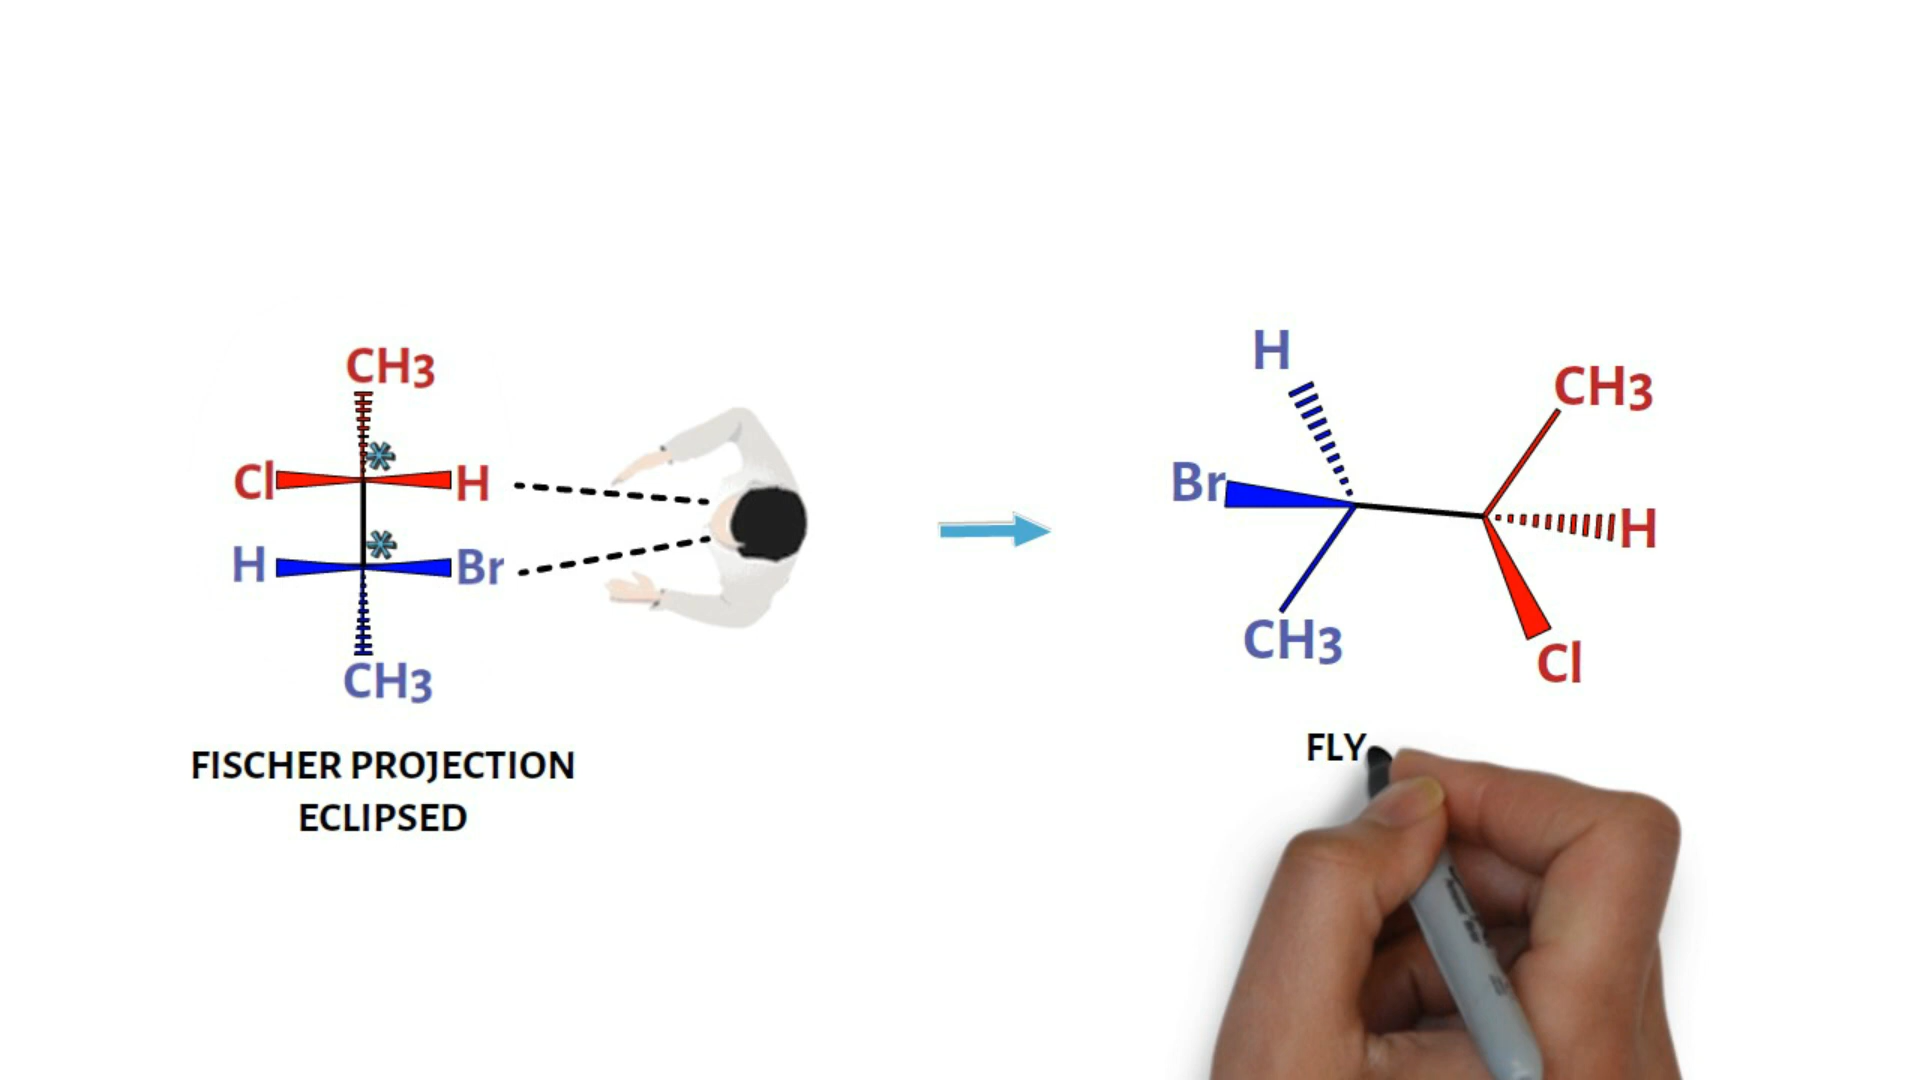 CH3
Cl H
H Br
CH3
FISCHER PROJECTION
ECLIPSED
H
CH3
Br
H
CH3
Cl
FLY